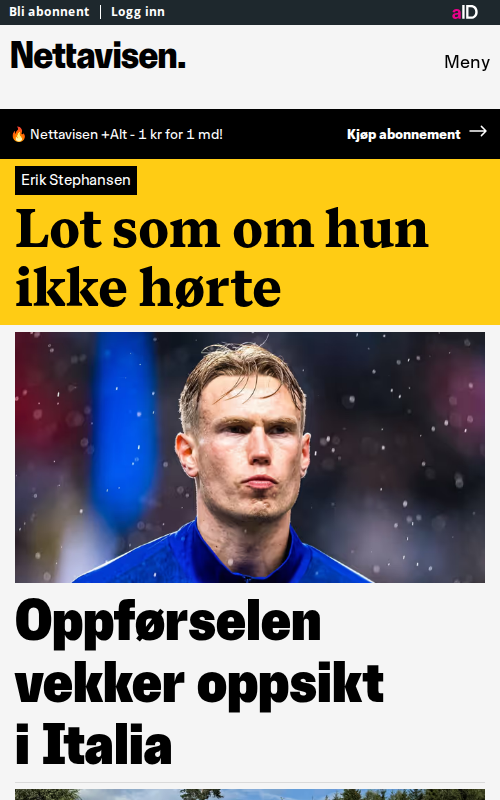 Bli abonnent | Logg inn
aID
Nettavisen.
Meny
🔥 Nettavisen +Alt - 1 kr for 1 md!
Kjøp abonnement →
Erik Stephansen
Lot som om hun
ikke hørte
Oppførselen
vekker oppsikt
i Italia